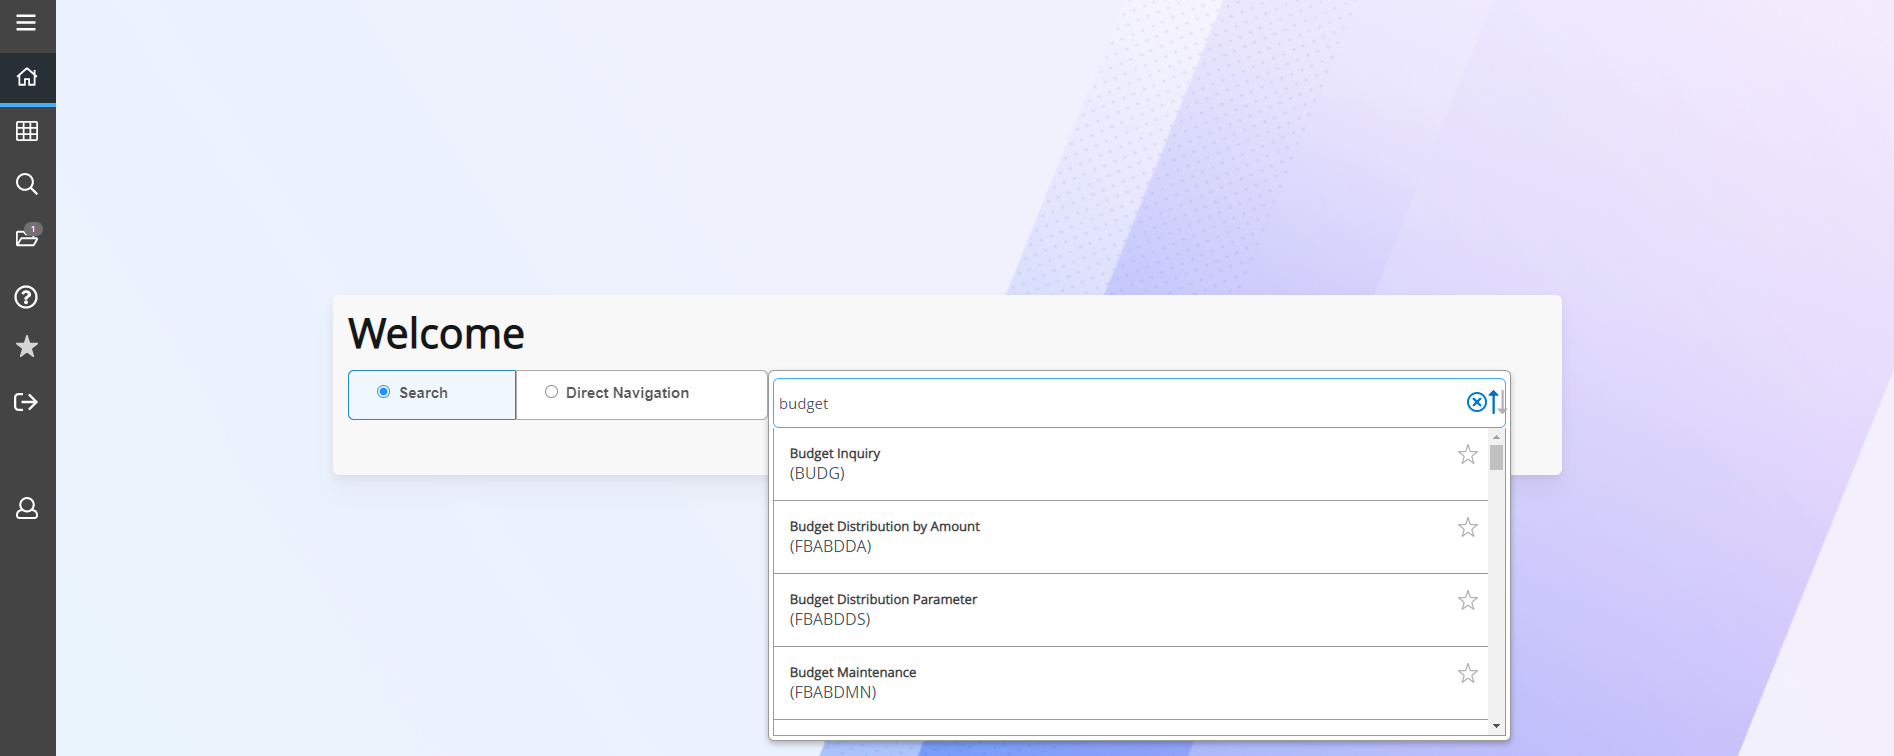 1
Welcome
Search
Direct Navigation
budget
Budget Inquiry
(BUDG)
Budget Distribution by Amount
(FBABDDA)
Budget Distribution Parameter
(FBABDDS)
Budget Maintenance
(FBABDMN)